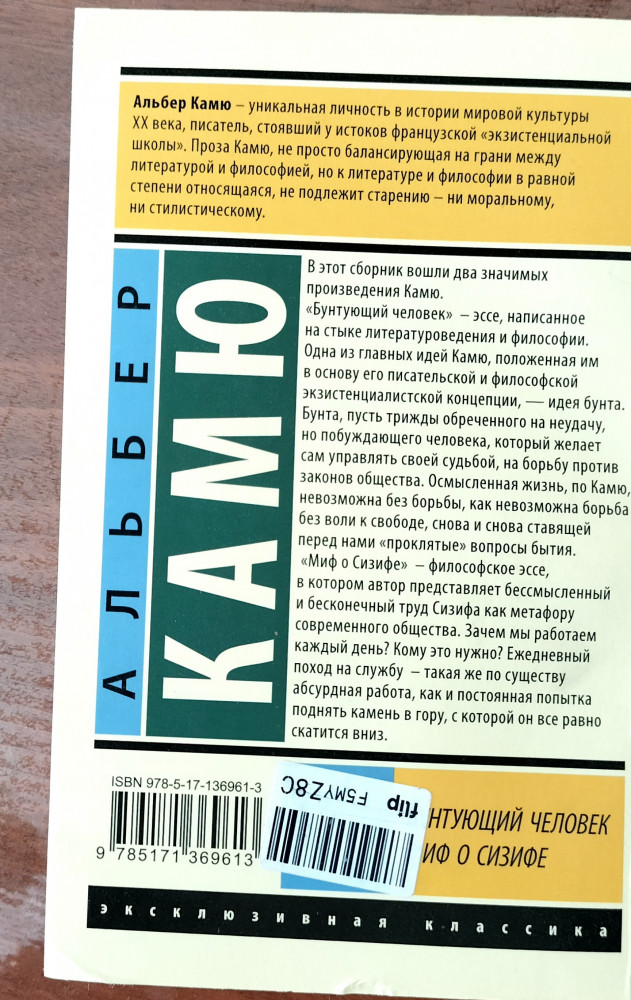 Альбер Камю – уникальная личность в истории мировой культуры
XX века, писатель, стоявший у истоков французской «экзистенциальной
школы». Проза Камю, не просто балансирующая на грани между
литературой и философией, но к литературе и философии в равной
степени относящаяся, не подлежит старению – ни моральному,
ни стилистическому.
АЛЬБЕР
КАМЮ
В этот сборник вошли два значимых
произведения Камю.
«Бунтующий человек» – эссе, написанное
на стыке литературоведения и философии.
Одна из главных идей Камю, положенная им
в основу его писательской и философской
экзистенциалистской концепции, — идея бунта.
Бунта, пусть трижды обреченного на неудачу,
но побуждающего человека, который желает
сам управлять своей судьбой, на борьбу против
законов общества. Осмысленная жизнь, по Камю,
невозможна без борьбы, как невозможна борьба
без воли к свободе, снова и снова ставящей
перед нами «проклятые» вопросы бытия.
«Миф о Сизифе» – философское эссе,
в котором автор представляет бессмысленный
и бесконечный труд Сизифа как метафору
современного общества. Зачем мы работаем
каждый день? Кому это нужно? Ежедневный
поход на службу – такая же по существу
абсурдная работа, как и постоянная попытка
поднять камень в гору, с которой он все равно
скатится вниз.
ISBN 978-5-17-136961-3
9 785171 369613
flip F5MYZ8C
НТУЮЩИЙ ЧЕЛОВЕК
ИФ О СИЗИФЕ
эксклюзивная классика